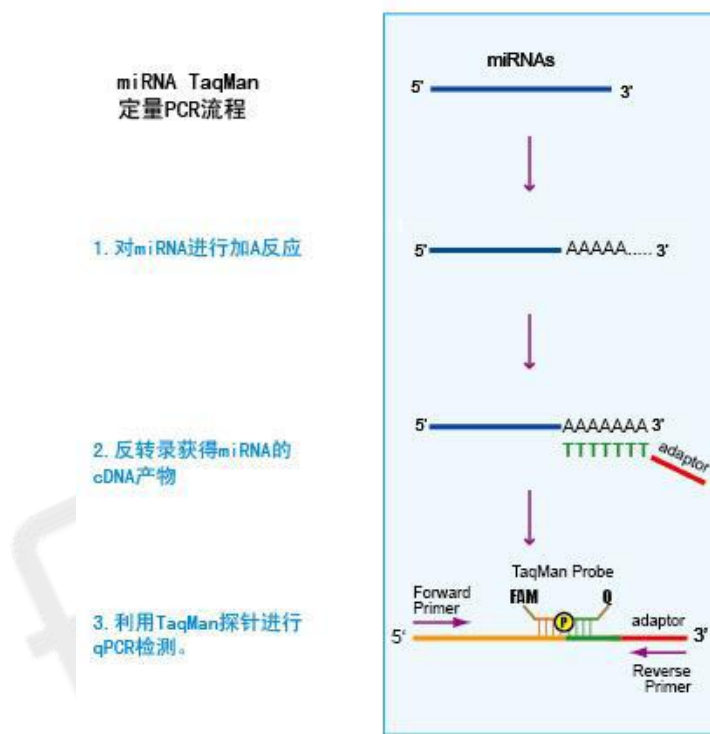 miRNA TaqMan
定量PCR流程
miRNAs
5' 3'
1. 对miRNA进行加A反应
5' AAAAA..... 3'
5' AAAAAAA 3'
TTTTTTT adaptor
2. 反转录获得miRNA的
cDNA产物
TaqMan Probe
Forward
Primer
FAM Q
P
adaptor
3. 利用TaqMan探针进行
qPCR检测。
5' 3'
Reverse
Primer